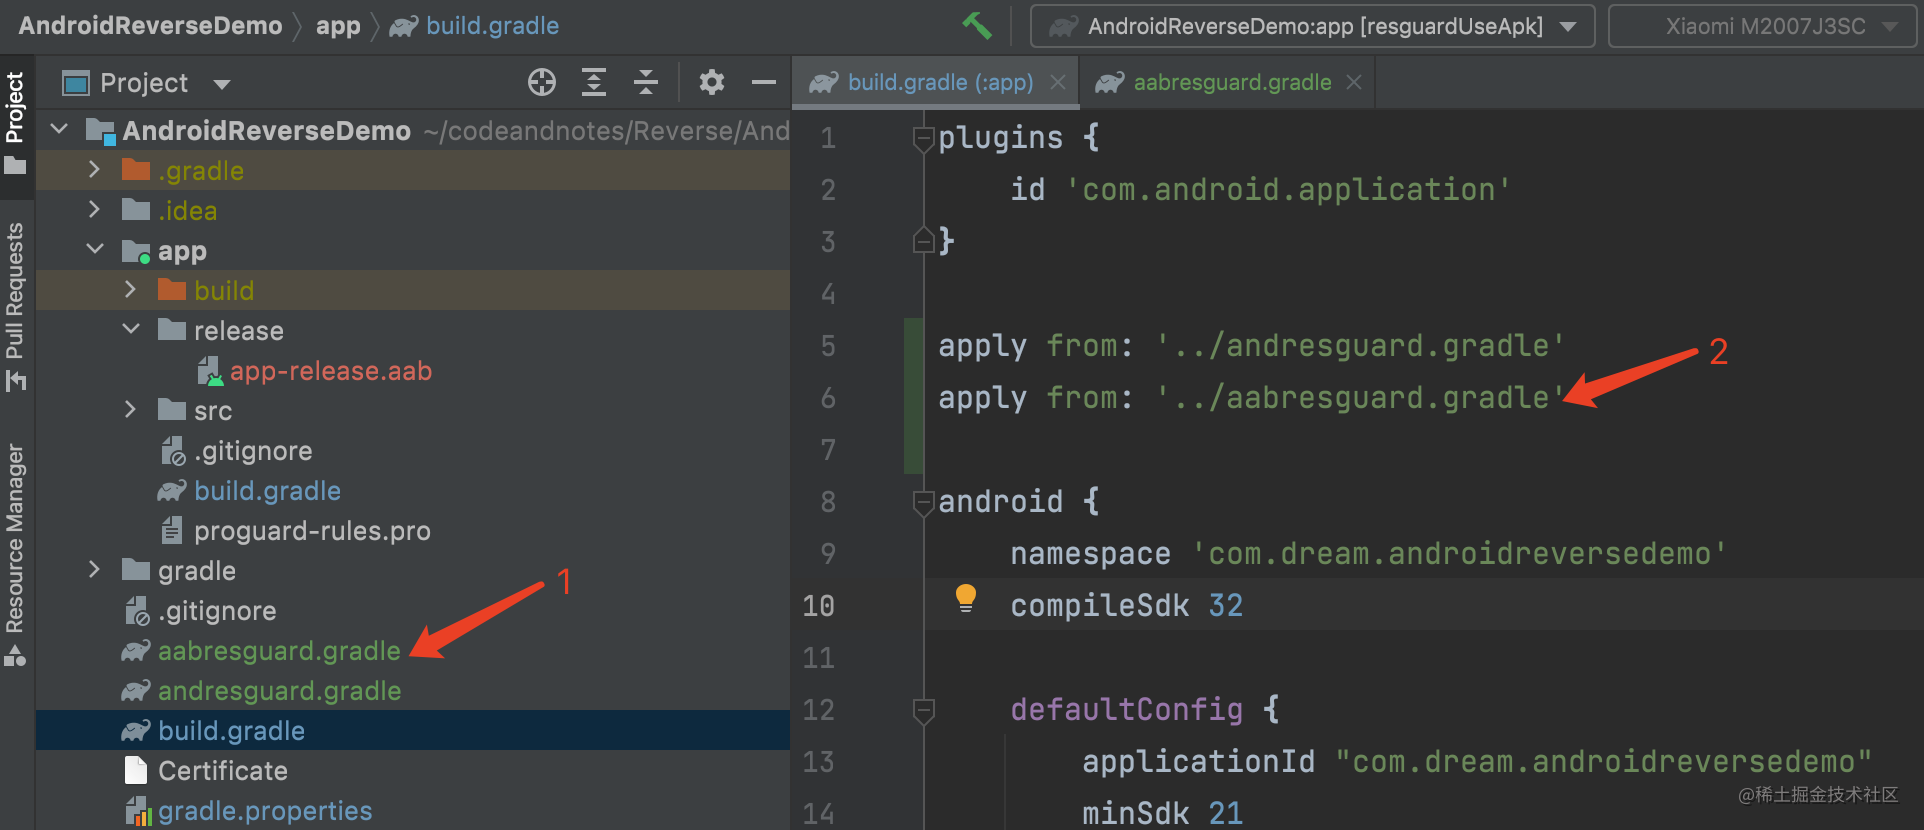 AndroidReverseDemo app build.gradle AndroidReverseDemo:app [resguardUseApk] Xiaomi M2007J3SC
Project
Pull Requests
Resource Manager
Project
AndroidReverseDemo ~/codeandnotes/Reverse/And
.gradle
.idea
app
build
release
app-release.aab
src
.gitignore
build.gradle
proguard-rules.pro
gradle
.gitignore
aabresguard.gradle
andresguard.gradle
build.gradle
Certificate
gradle.properties
1
build.gradle (:app) aabresguard.gradle
1 plugins {
2 id 'com.android.application'
3 }
4
5 apply from: '../andresguard.gradle'
6 apply from: '../aabresguard.gradle'
7
8 android {
9 namespace 'com.dream.androidreversedemo'
10 compileSdk 32
11
12 defaultConfig {
13 applicationId "com.dream.androidreversedemo"
14 minSdk 21
2
@稀土掘金技术社区